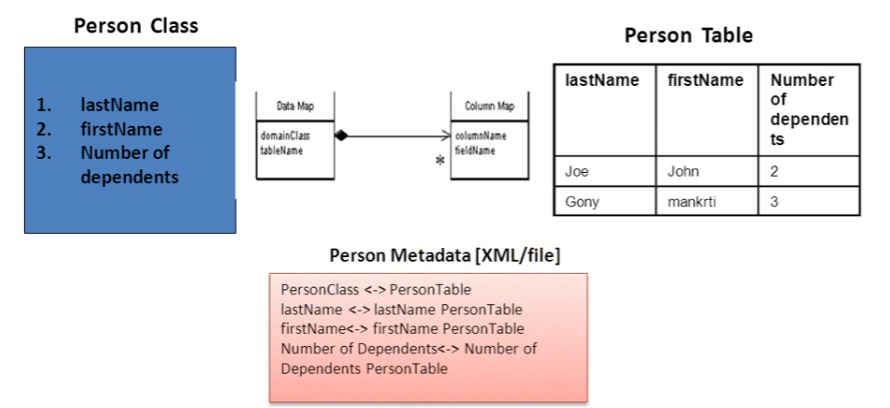 Person Class
1. lastName
2. firstName
3. Number of
dependents
Data Map
domainClass
tableName
*
Column Map
columnName
fieldName
Person Table
lastName firstName Number
of
dependen
ts
Joe John 2
Gony mankrti 3
Person Metadata [XML/file]
PersonClass <-> PersonTable
lastName <-> lastName PersonTable
firstName<-> firstName PersonTable
Number of Dependents<-> Number of
Dependents PersonTable